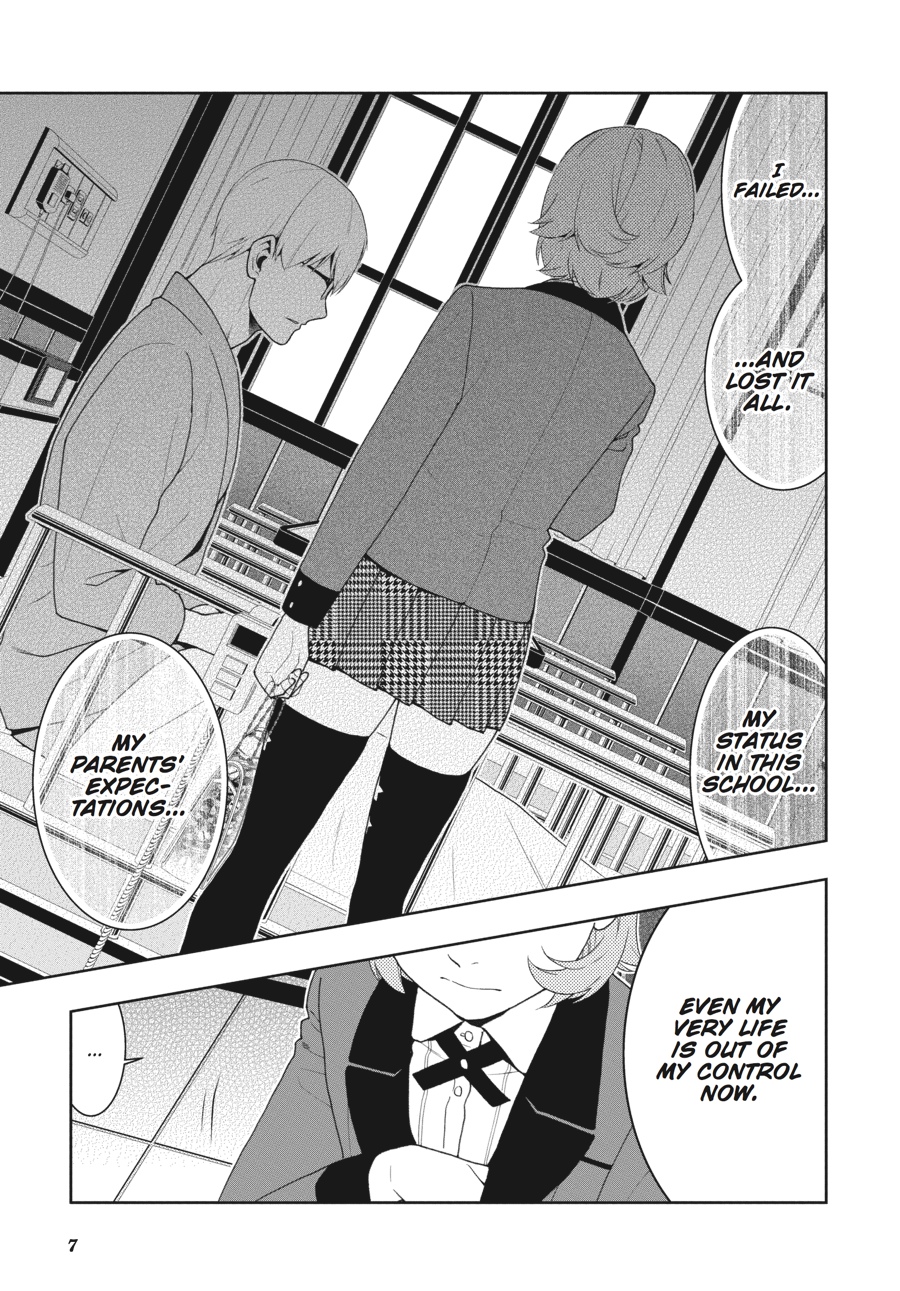 I
FAILED...
...AND
LOST IT
ALL.
MY
STATUS
IN THIS
SCHOOL...
MY
PARENTS'
EXPEC-
TATIONS...
EVEN MY
VERY LIFE
IS OUT OF
MY CONTROL
NOW.
...
7